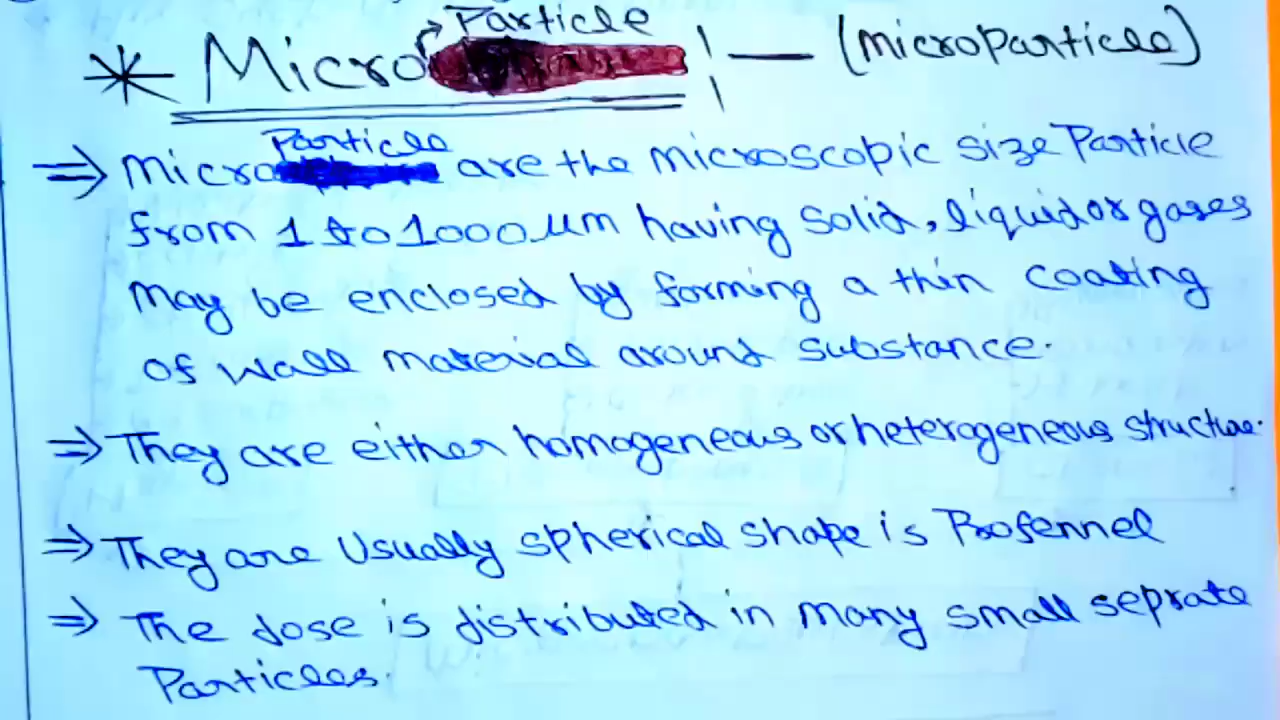 * Micro Particle :— (microparticle)
⇒ Micro Particle are the microscopic size Particle
from 1 to 1000 µm having solid, liquid or gases
may be enclosed by forming a thin coating
of wall material around substance.
⇒ They are either homogeneous or heterogeneous structure.
⇒ They are Usually spherical shape is
⇒ The dose is distributed in many small seprate
Particles.